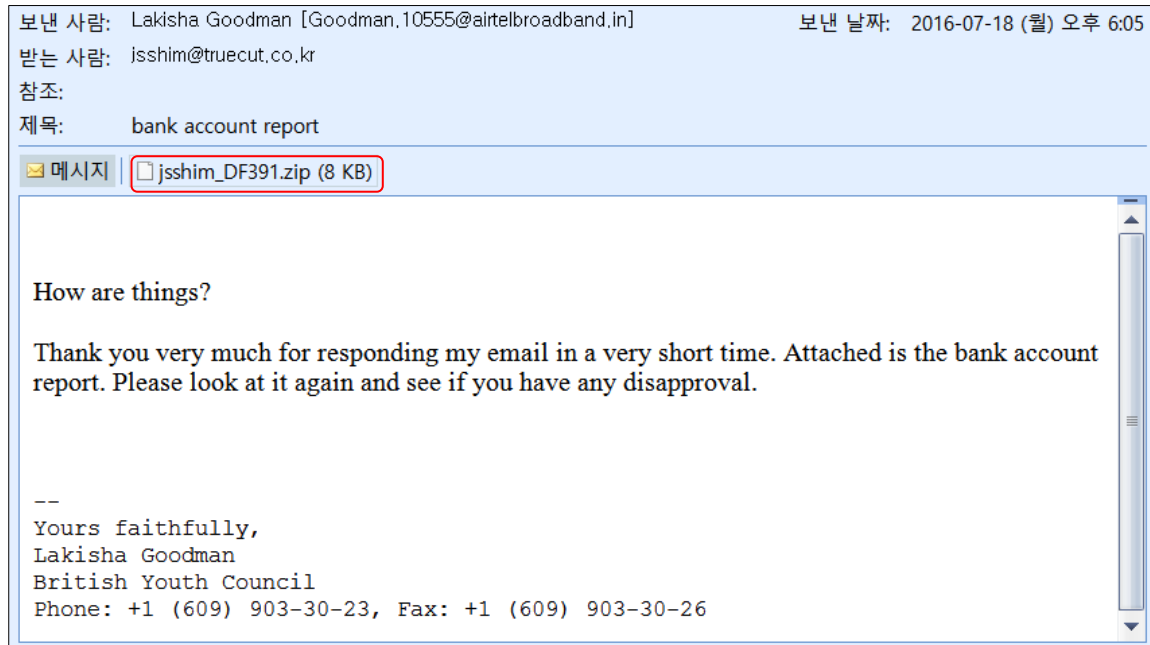 보낸 사람: Lakisha Goodman [Goodman,10555@airtelbroadband,in] 보낸 날짜: 2016-07-18 (월) 오후 6:05
받는 사람: jsshim@truecut,co,kr
참조:
제목: bank account report
메시지 jsshim_DF391.zip (8 KB)
How are things?
Thank you very much for responding my email in a very short time. Attached is the bank account
report. Please look at it again and see if you have any disapproval.
--
Yours faithfully,
Lakisha Goodman
British Youth Council
Phone: +1 (609) 903-30-23, Fax: +1 (609) 903-30-26